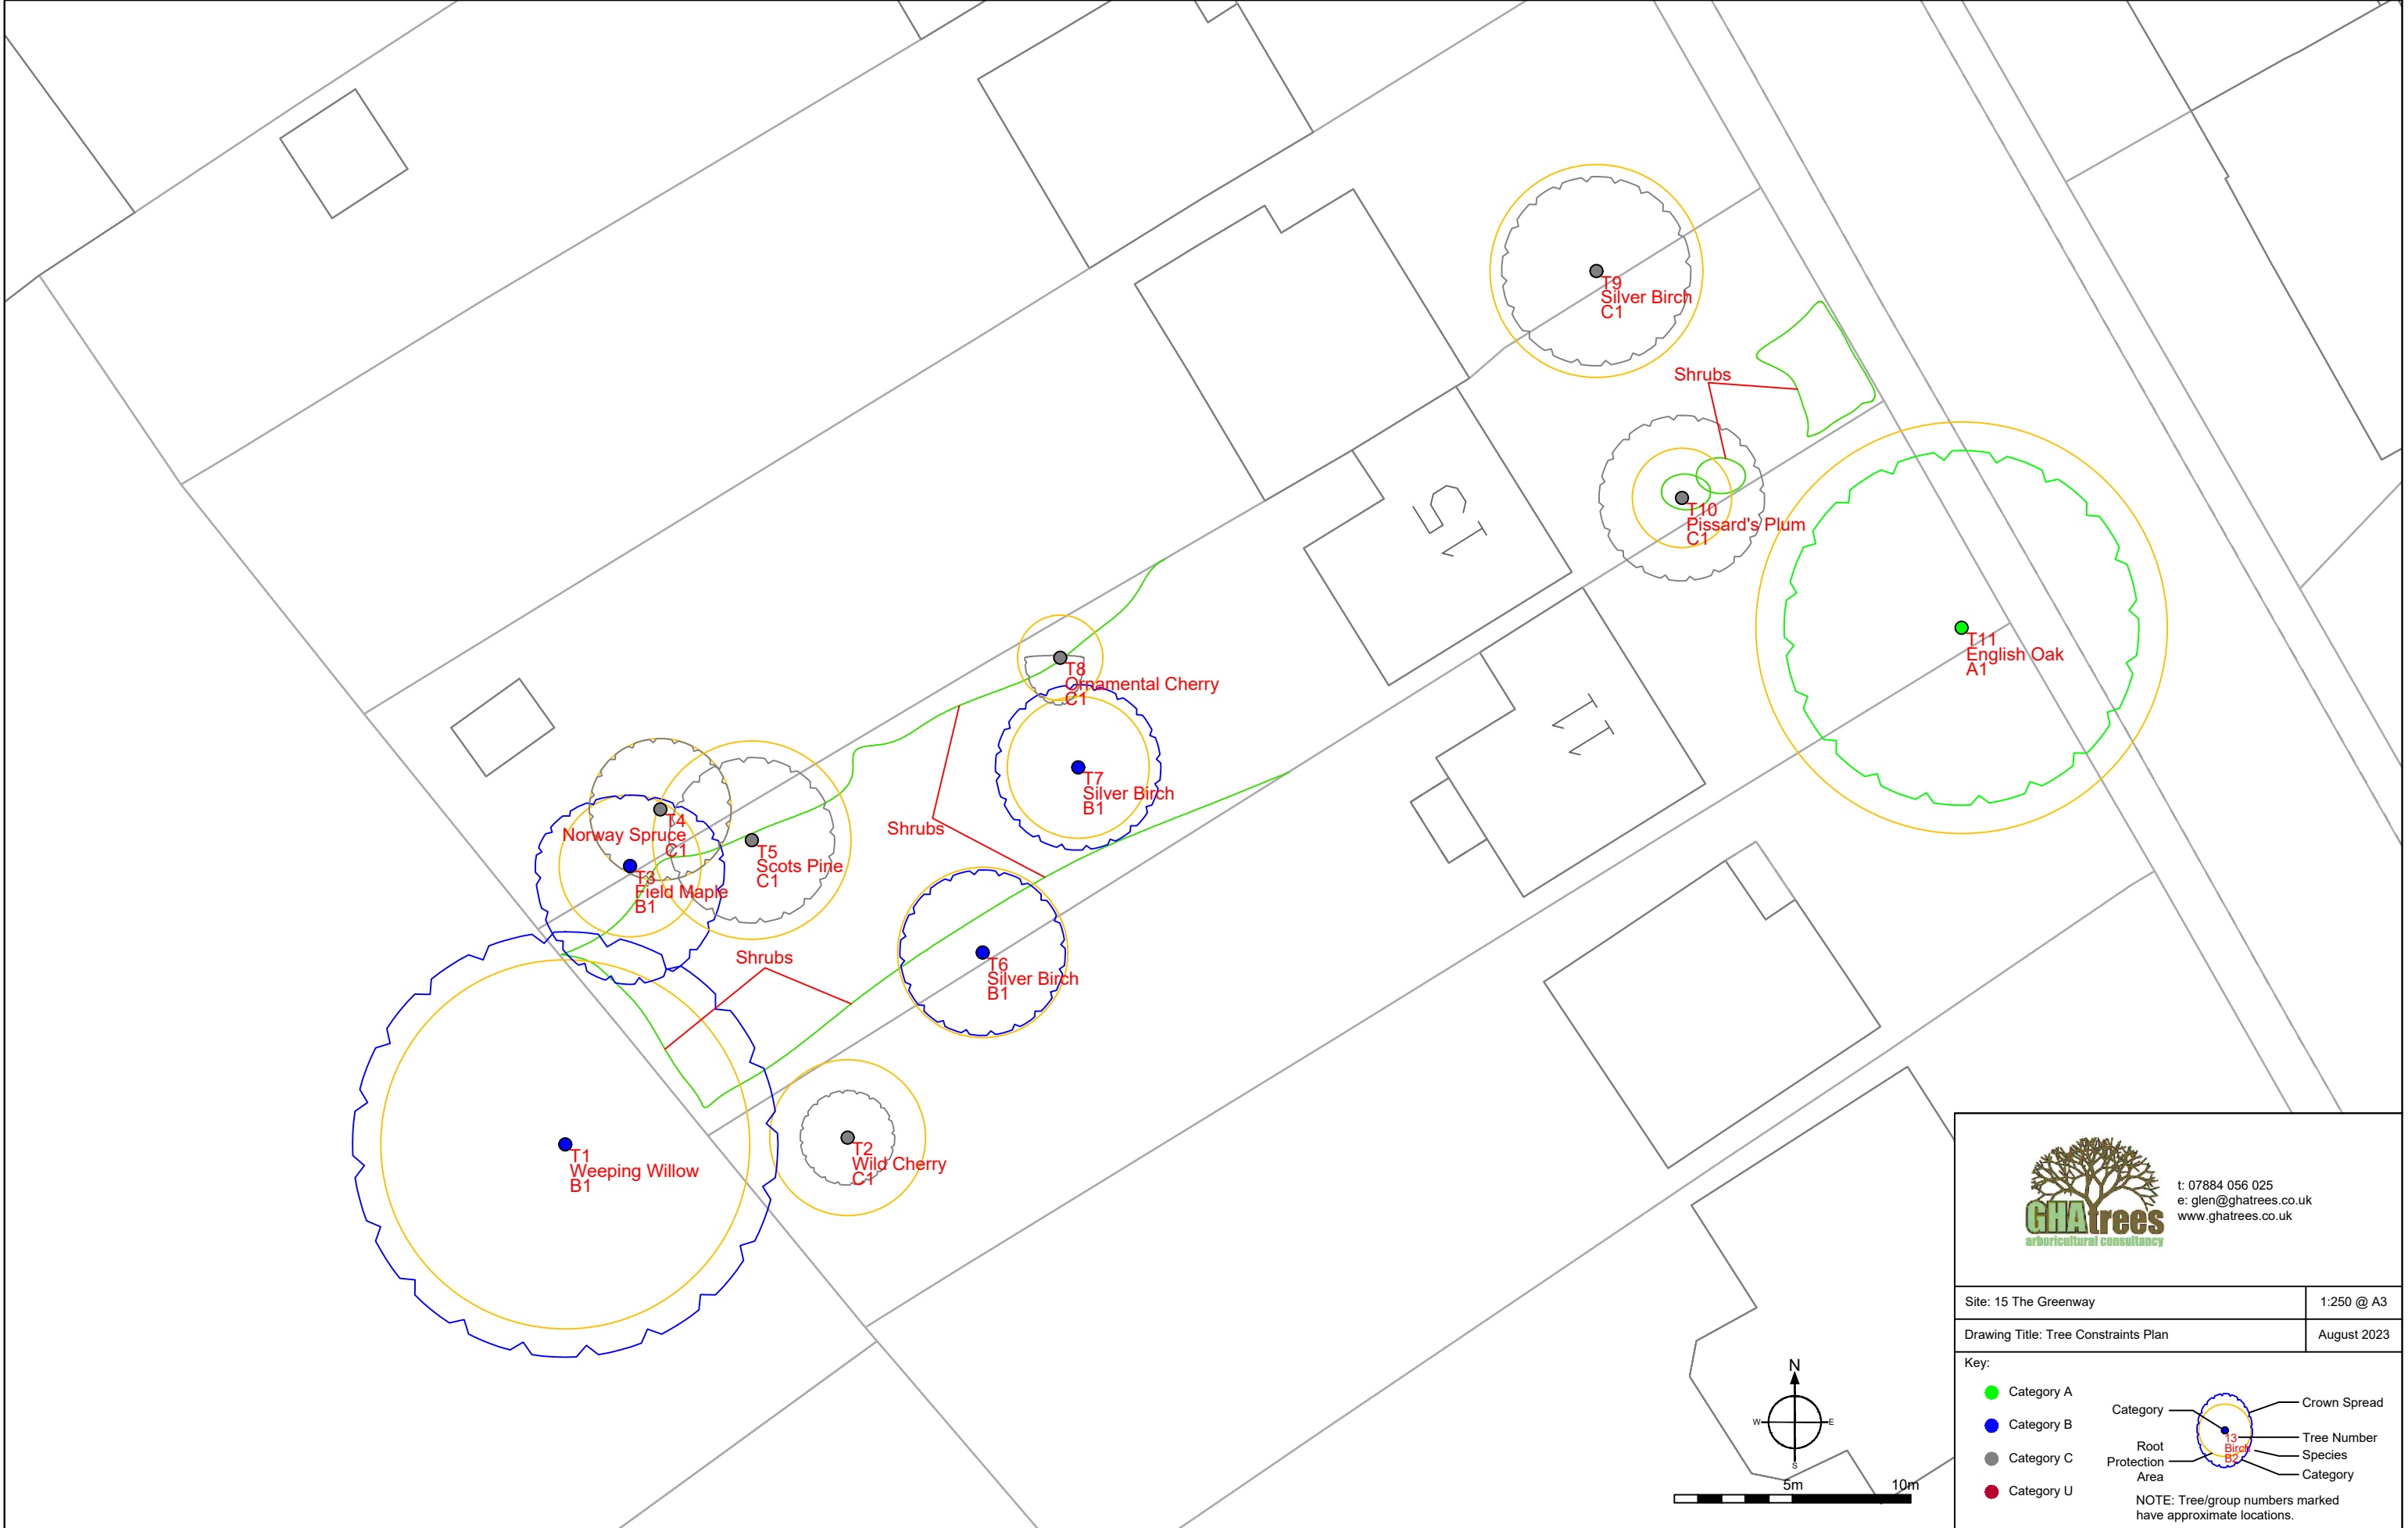 T9
Silver Birch
C1
Shrubs
15
T10
Pissard's Plum
C1
T11
English Oak
A1
T8
Ornamental Cherry
C1
11
T7
Silver Birch
B1
Shrubs
T4
Norway Spruce
C1
T5
Scots Pine
C1
T3
Field Maple
B1
Shrubs
T6
Silver Birch
B1
T1
Weeping Willow
B1
T2
Wild Cherry
C1
GHAtrees
arboricultural consultancy
t: 07884 056 025
e: glen@ghatrees.co.uk
www.ghatrees.co.uk
Site: 15 The Greenway
1:250 @ A3
Drawing Title: Tree Constraints Plan
August 2023
Key:
Category A
Category B
Category C
Category U
Category
Root
Protection
Area
13
Birch
B2
Crown Spread
Tree Number
Species
Category
NOTE: Tree/group numbers marked
have approximate locations.
N
W
E
S
5m
10m